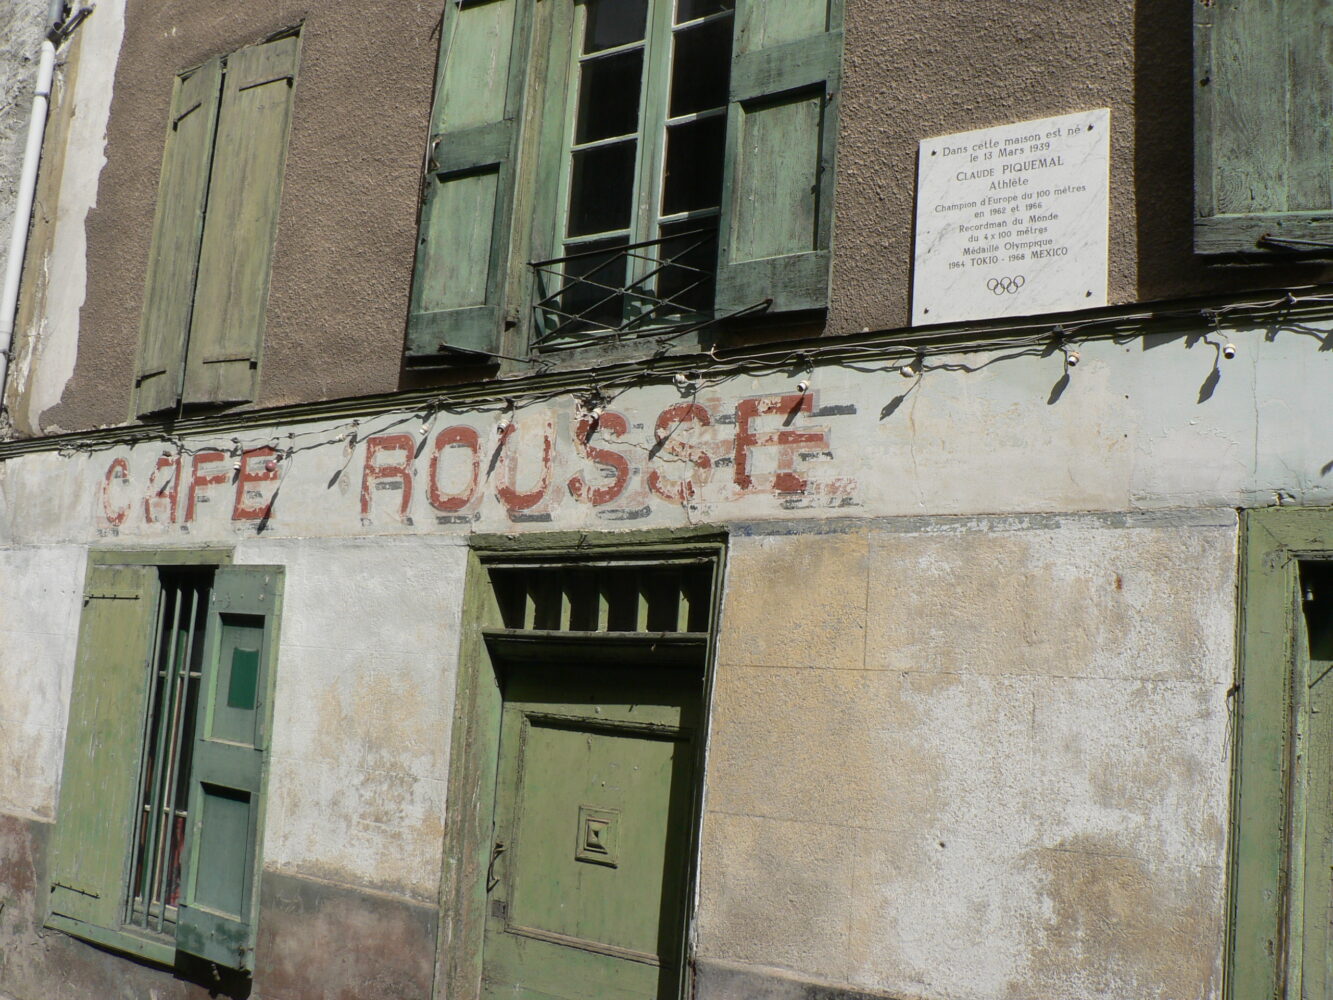 Dans cette maison est né
le 13 Mars 1939
CLAUDE PIQUEMAL
Athlète
Champion d'Europe du 100 mètres
en 1962 et 1966
Recordman du Monde
du 4 x 100 mètres
Médaillé Olympique
1964 TOKIO - 1968 MEXICO
CAFE ROUSSE